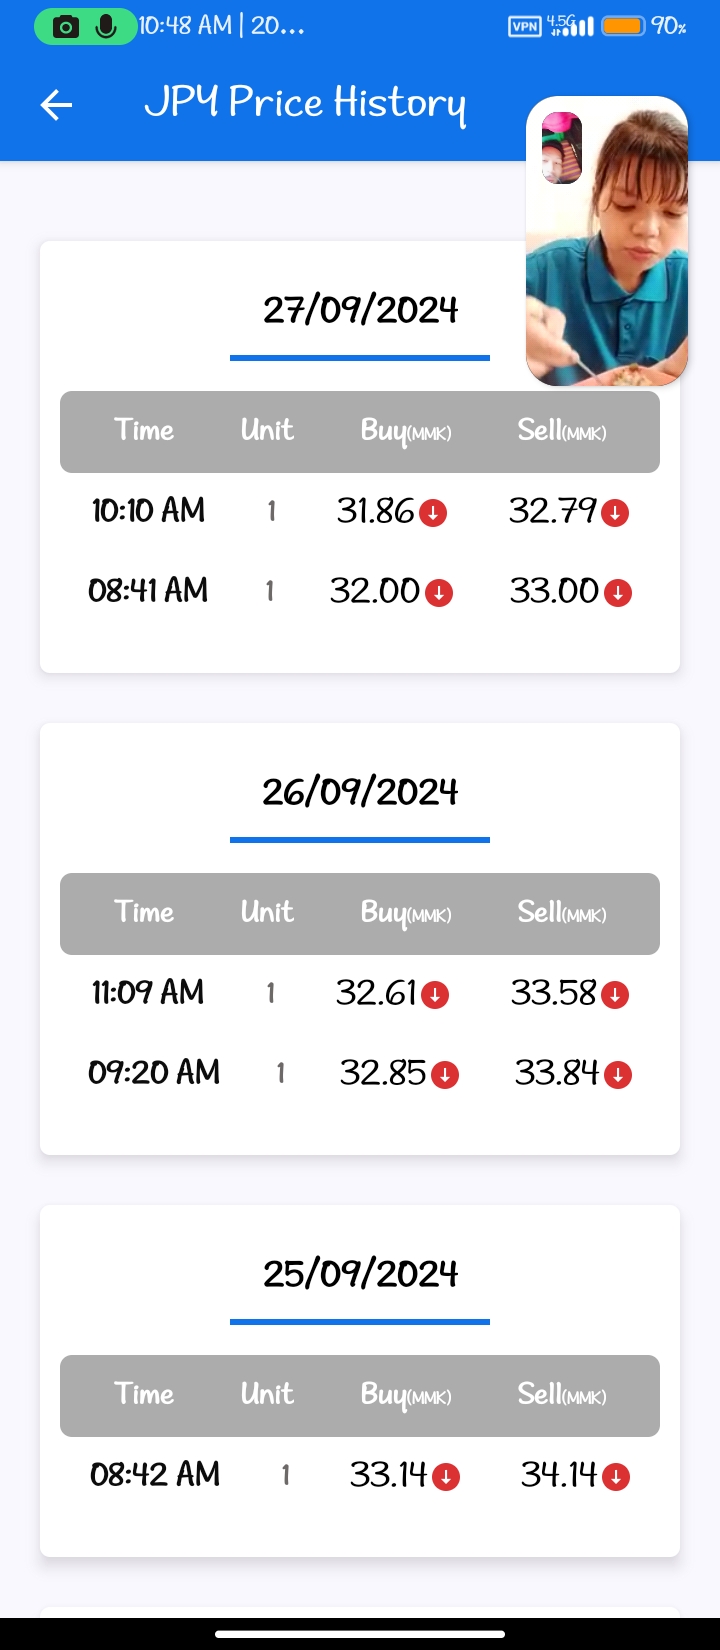 10:48 AM | 20... VPN 4.5G 90%
JPY Price History
27/09/2024
Time Unit Buy(MMK) Sell(MMK)
10:10 AM 1 31.86 32.79
08:41 AM 1 32.00 33.00
26/09/2024
Time Unit Buy(MMK) Sell(MMK)
11:09 AM 1 32.61 33.58
09:20 AM 1 32.85 33.84
25/09/2024
Time Unit Buy(MMK) Sell(MMK)
08:42 AM 1 33.14 34.14